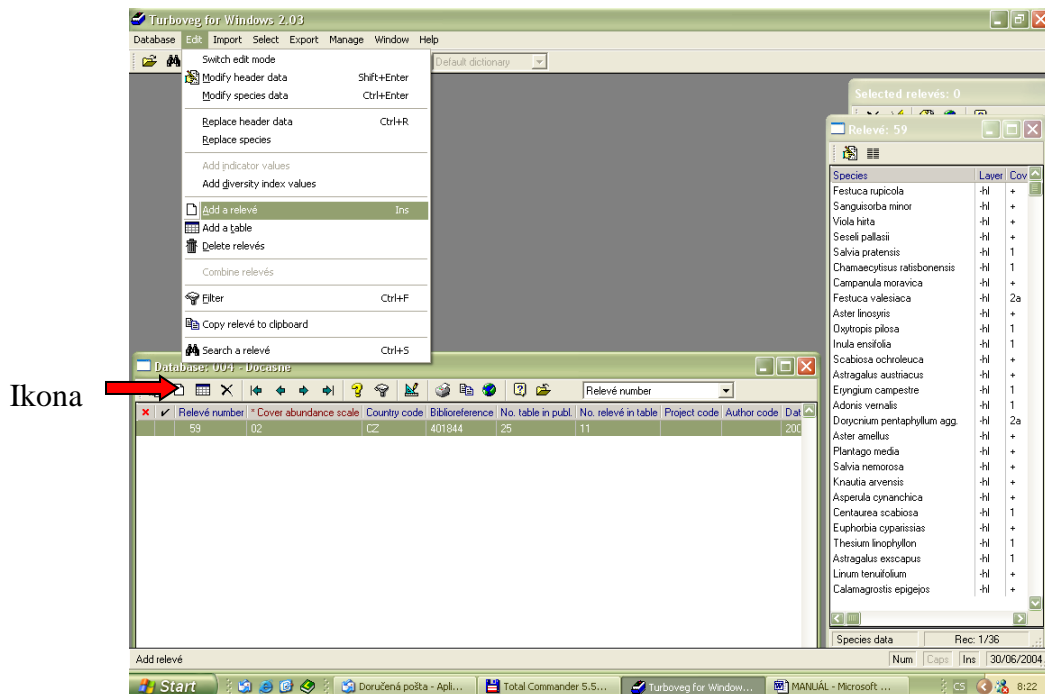 Turboveg for Windows 2.03
Database Edit Import Select Export Manage Window Help
Switch edit mode
Default dictionary
Modify header data Shift+Enter
Modify species data Ctrl+Enter
Replace header data Ctrl+R
Replace species
Add indicator values
Add diversity index values
Add a relevé Ins
Add a table
Delete relevés
Combine relevés
Filter Ctrl+F
Copy relevé to clipboard
Search a relevé Ctrl+S
Selected relevés: 0
Relevé: 59
Species Layer Cov
Festuca rupicola -hl +
Sanguisorba minor -hl +
Viola hirta -hl +
Seseli pallasii -hl +
Salvia pratensis -hl 1
Chamaecytisus ratisbonensis -hl 1
Campanula moravica -hl +
Festuca valesiaca -hl 2a
Aster linosyris -hl +
Oxytropis pilosa -hl 1
Inula ensifolia -hl 1
Scabiosa ochroleuca -hl +
Astragalus austriacus -hl +
Eryngium campestre -hl 1
Adonis vernalis -hl 1
Dorycnium pentaphyllum agg. -hl 2a
Aster amellus -hl +
Plantago media -hl +
Salvia nemorosa -hl +
Knautia arvensis -hl +
Asperula cynanchica -hl +
Centaurea scabiosa -hl 1
Euphorbia cyparissias -hl +
Thesium linophyllon -hl 1
Astragalus exscapus -hl 1
Linum tenuifolium -hl +
Calamagrostis epigejos -hl +
Species data Rec: 1/36
Database: 004 - Docasne
Ikona
Relevé number
Relevé number * Cover abundance scale Country code Biblioreference No. table in publ. No. relevé in table Project code Author code Dat
59 02 CZ 401844 25 11 200
Add relevé
Num Caps Ins 30/06/2004
Start Doručená pošta - Apli... Total Commander 5.5... Turboveg for Window... MANUÁL - Microsoft ... CS 8:22